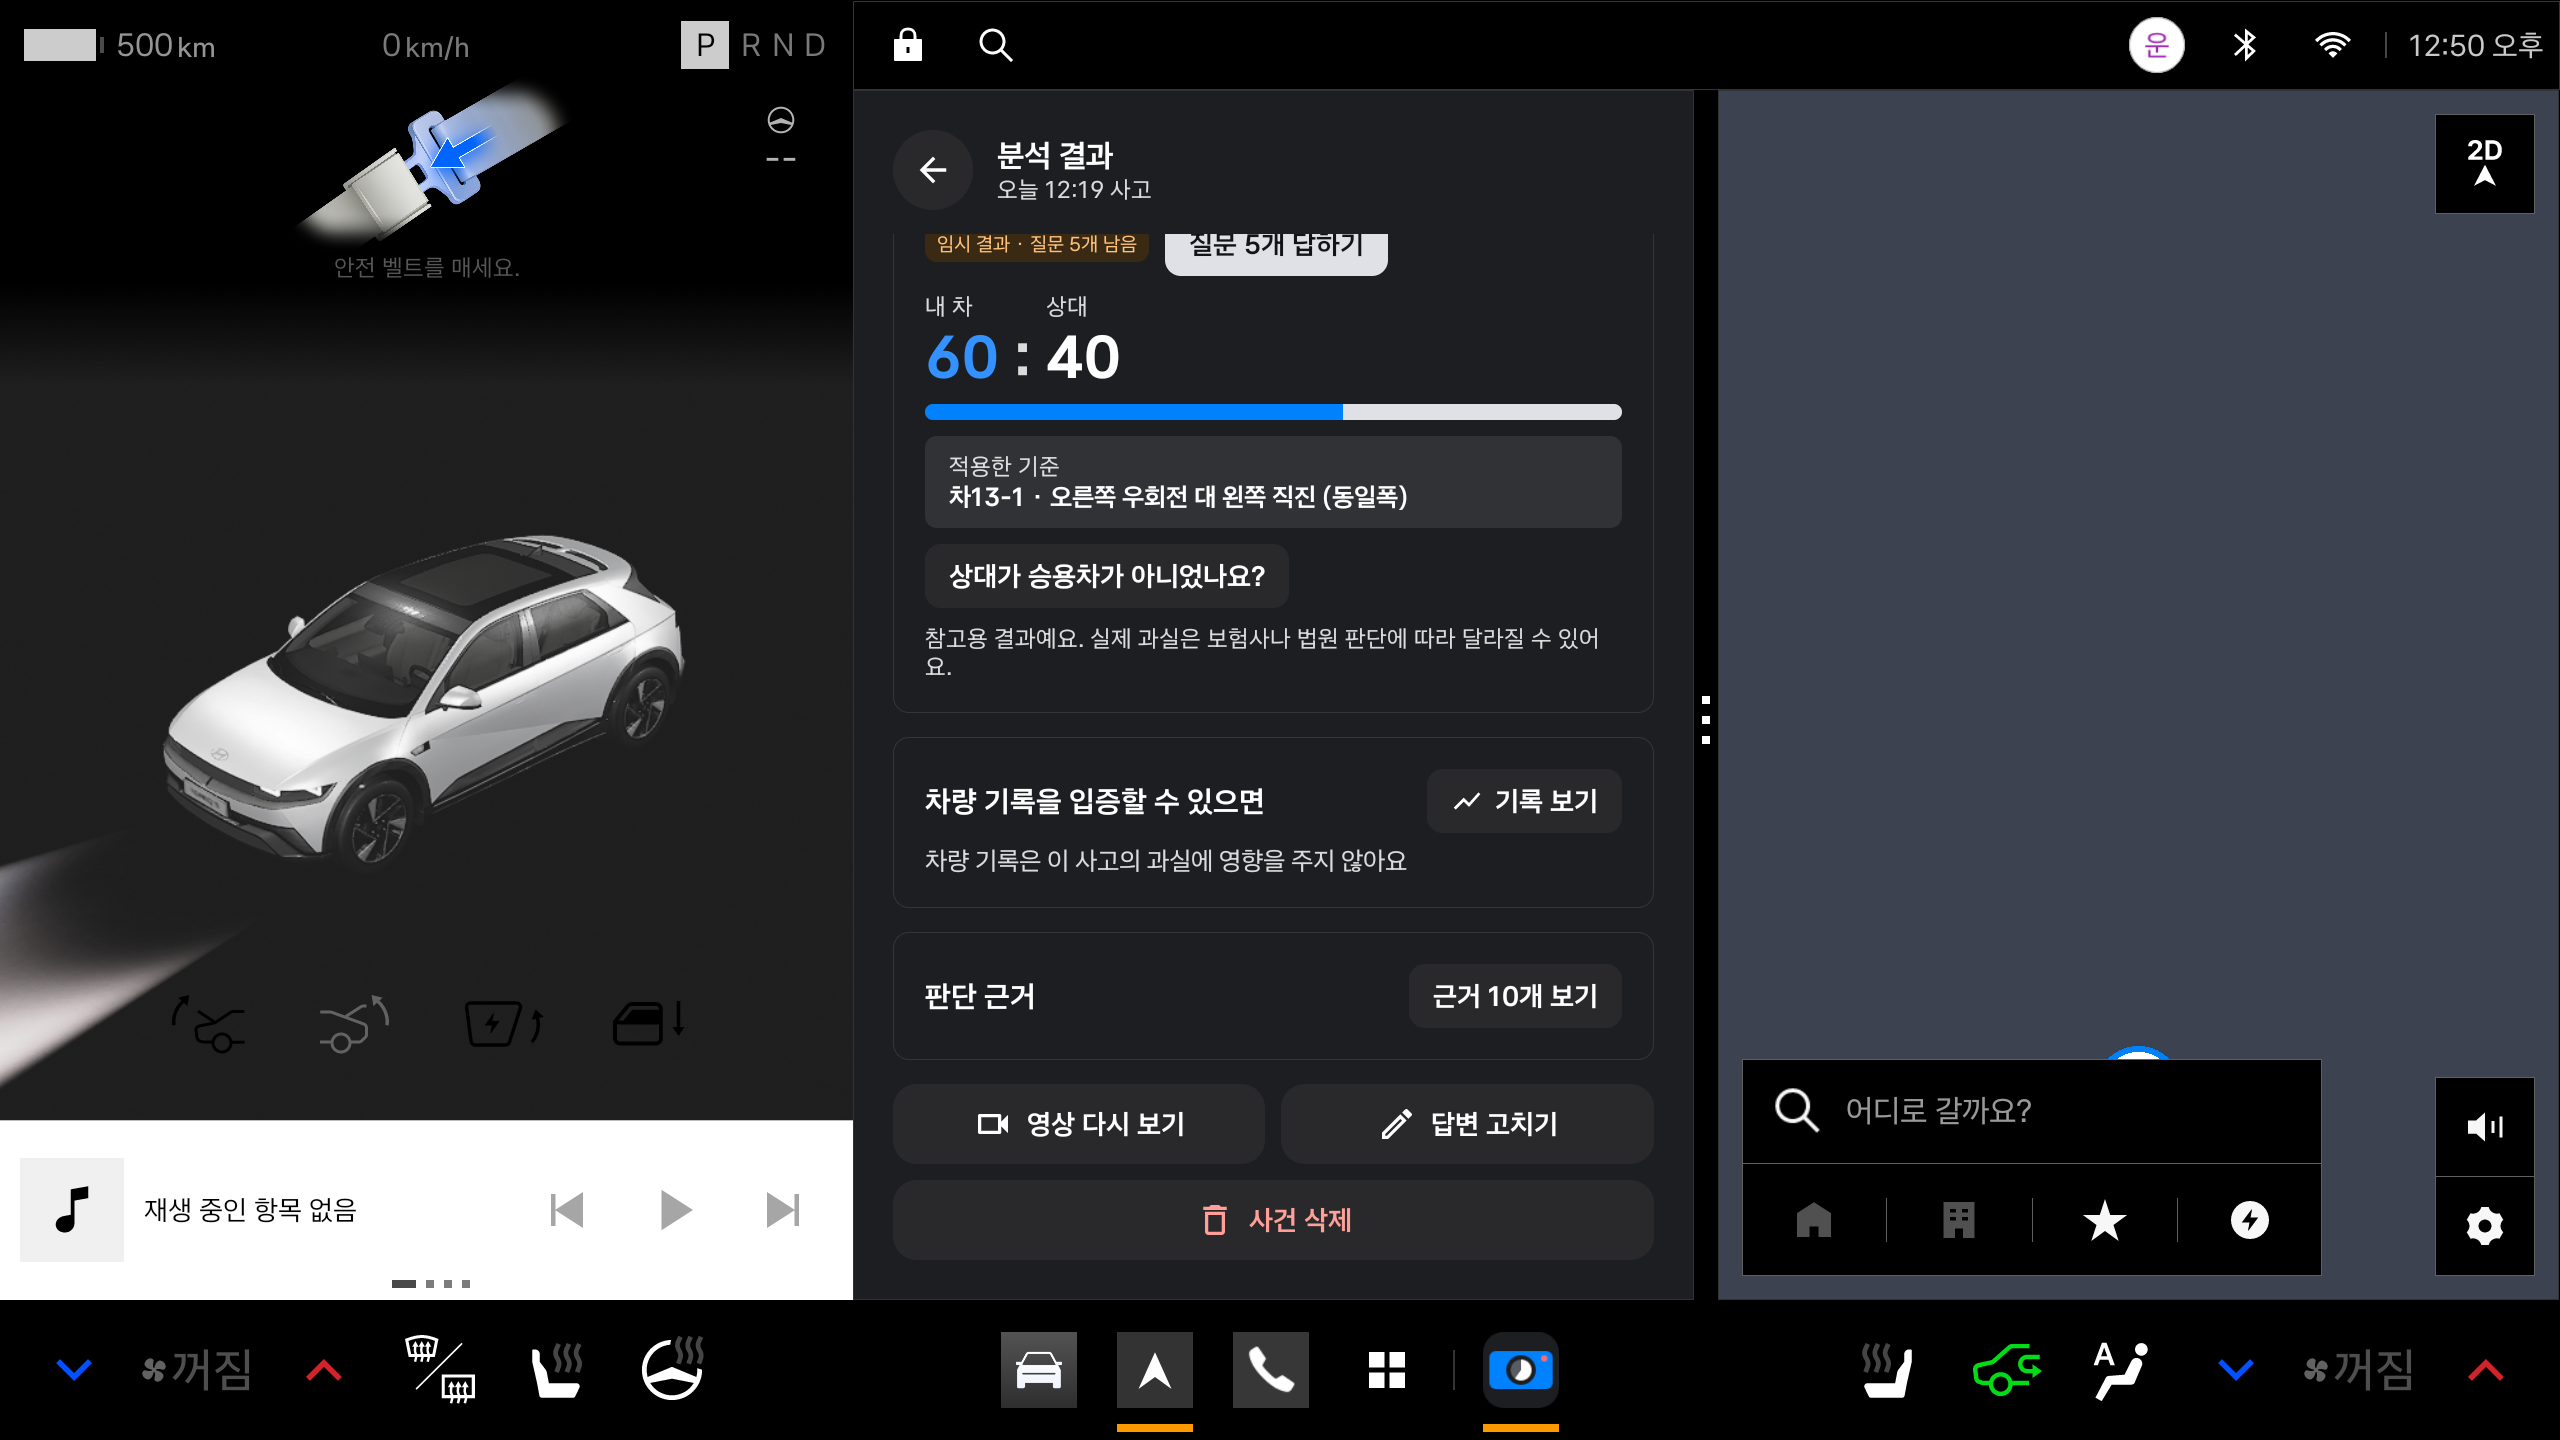 500 km
0 km/h
P R N D
--
안전 벨트를 매세요.
재생 중인 항목 없음
운
12:50 오후
분석 결과
오늘 12:19 사고
임시 결과 · 질문 5개 남음
질문 5개 답하기
내 차 상대
60 : 40
적용한 기준
차13-1 · 오른쪽 우회전 대 왼쪽 직진 (동일폭)
상대가 승용차가 아니었나요?
참고용 결과예요. 실제 과실은 보험사나 법원 판단에 따라 달라질 수 있어
요.
차량 기록을 입증할 수 있으면
기록 보기
차량 기록은 이 사고의 과실에 영향을 주지 않아요
판단 근거
근거 10개 보기
영상 다시 보기
답변 고치기
사건 삭제
2D
어디로 갈까요?
꺼짐
A
꺼짐